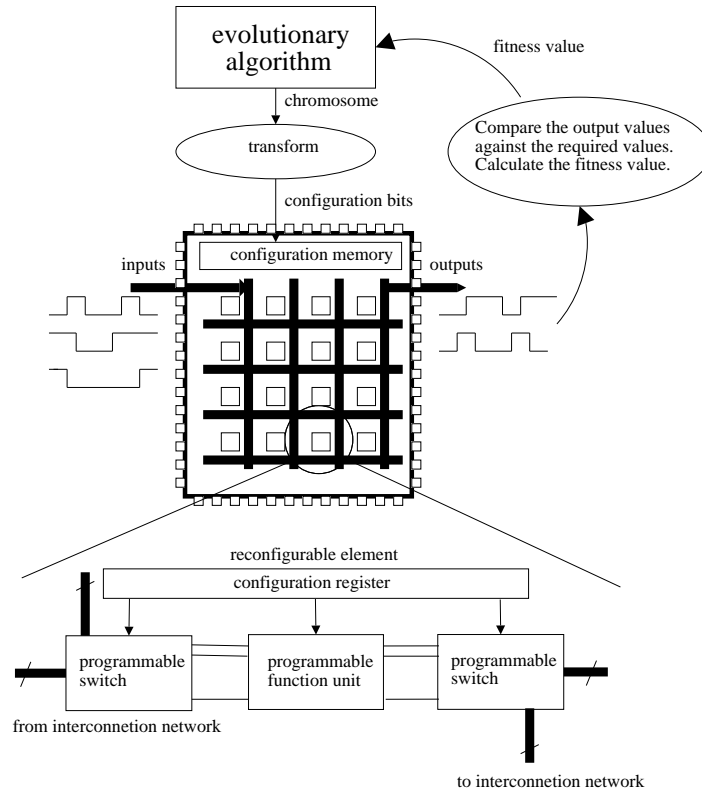 evolutionary
algorithm
fitness value
chromosome
Compare the output values
against the required values.
Calculate the fitness value.
transform
configuration bits
configuration memory
inputs
outputs
reconfigurable element
configuration register
programmable
switch
programmable
function unit
programmable
switch
from interconnetion network
to interconnetion network